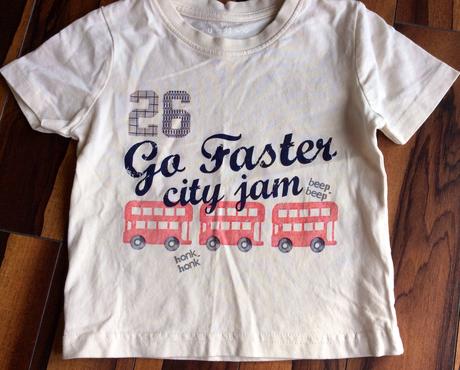 26
Go Faster
city jam
beep
beep
honk
honk